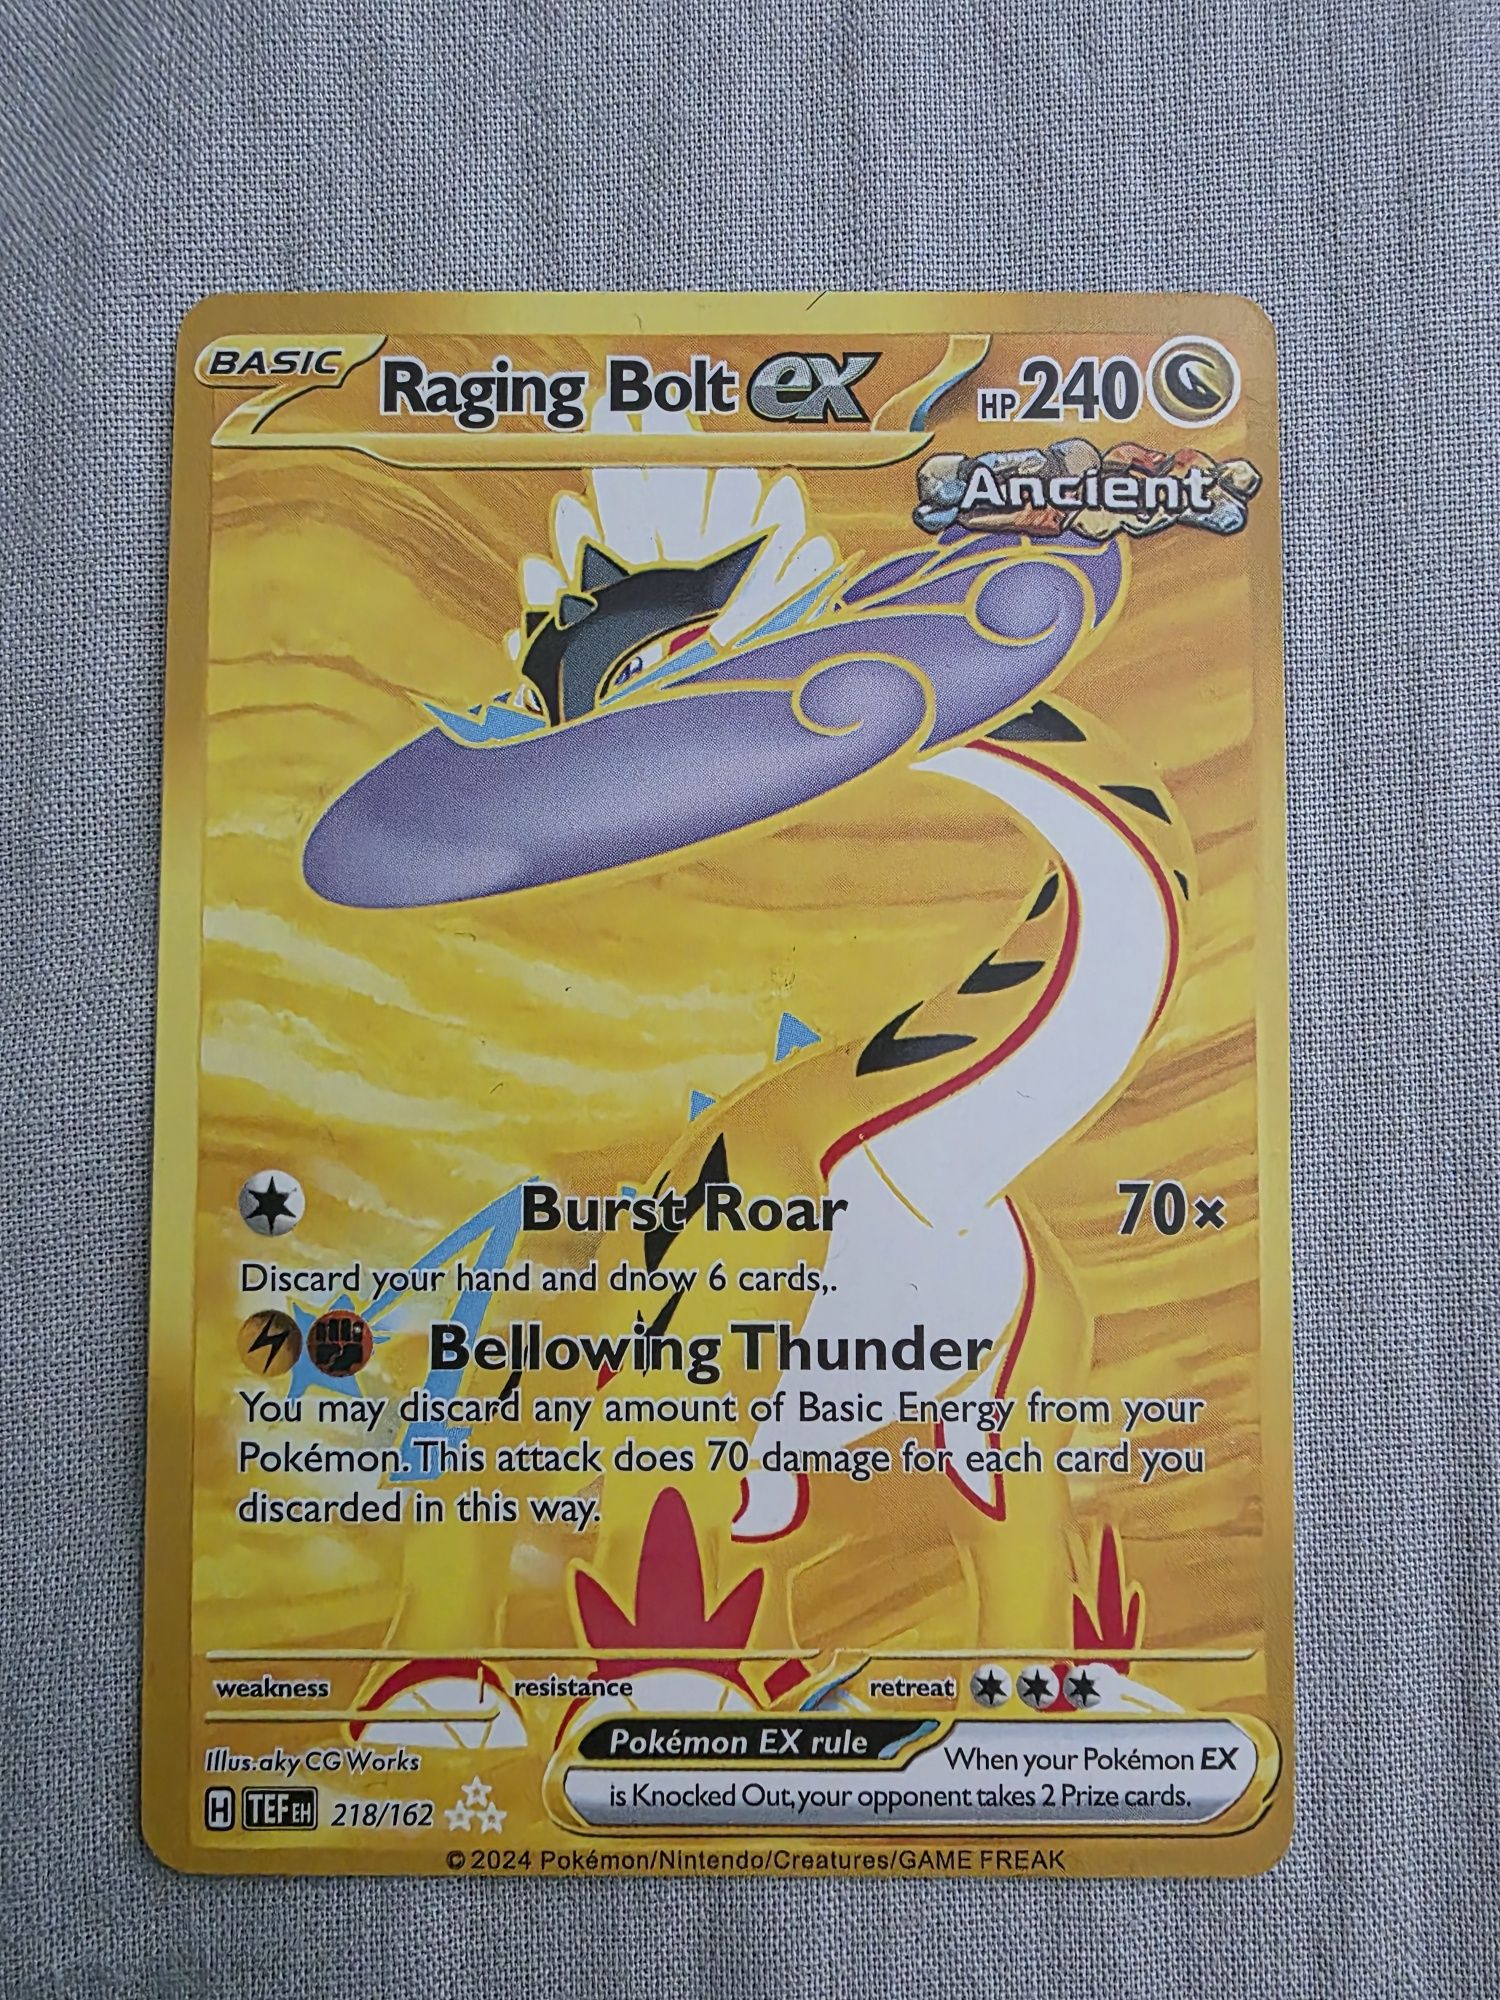 BASIC Raging Bolt ex HP 240
Ancient
Burst Roar 70×
Discard your hand and dnow 6 cards,.
Bellowing Thunder
You may discard any amount of Basic Energy from your
Pokémon. This attack does 70 damage for each card you
discarded in this way.
weakness resistance retreat
Illus.aky CG Works
Pokémon EX rule When your Pokémon EX
is Knocked Out, your opponent takes 2 Prize cards.
H TEF EH 218/162
©2024 Pokémon/Nintendo/Creatures/GAME FREAK